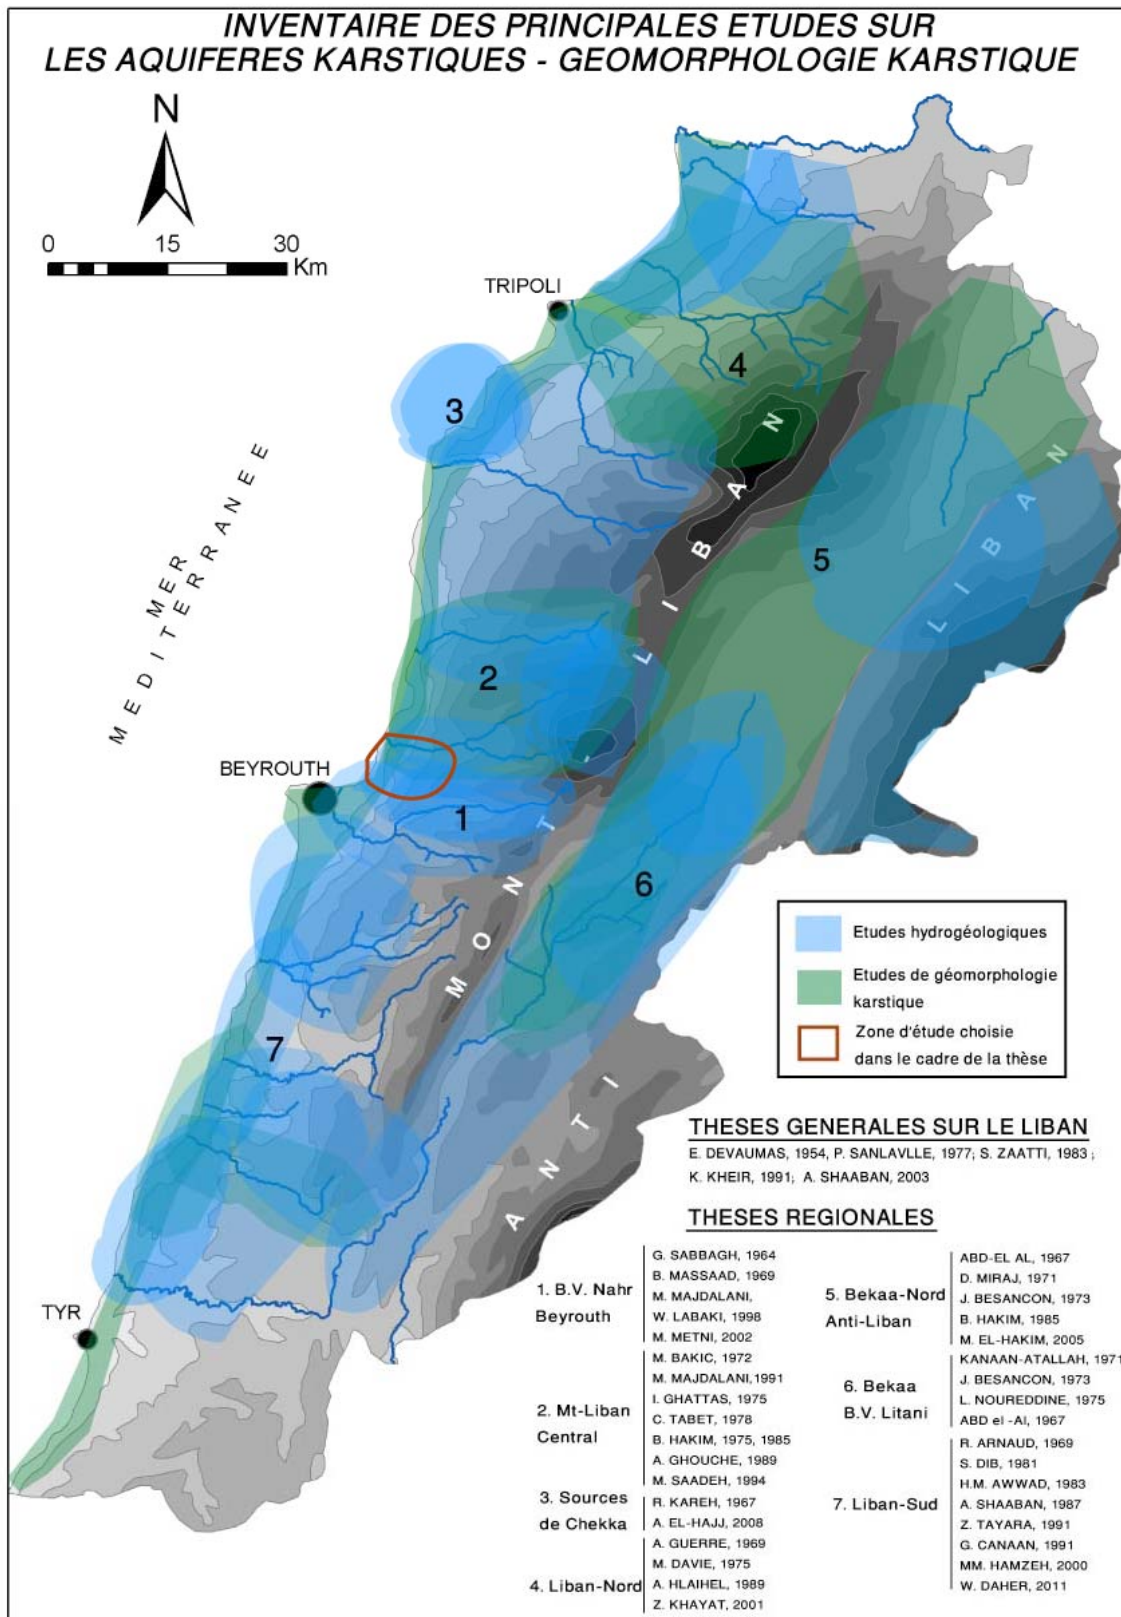 INVENTAIRE DES PRINCIPALES ETUDES SUR
LES AQUIFERES KARSTIQUES - GEOMORPHOLOGIE KARSTIQUE
N
0 15 30
Km
TRIPOLI
4
3
5
MER
MEDITERRANEE
2
BEYROUTH
1
6
7
MONT - LIBAN
ANTI LIBAN
TYR
Etudes hydrogéologiques
Etudes de géomorphologie
karstique
Zone d'étude choisie
dans le cadre de la thèse
THESES GENERALES SUR LE LIBAN
E. DEVAUMAS, 1954, P. SANLAVLLE, 1977; S. ZAATTI, 1983 ;
K. KHEIR, 1991; A. SHAABAN, 2003
THESES REGIONALES
1. B.V. Nahr
Beyrouth
G. SABBAGH, 1964
B. MASSAAD, 1969
M. MAJDALANI,
W. LABAKI, 1998
M. METNI, 2002
2. Mt-Liban
Central
M. BAKIC, 1972
M. MAJDALANI,1991
I. GHATTAS, 1975
C. TABET, 1978
B. HAKIM, 1975, 1985
A. GHOUCHE, 1989
M. SAADEH, 1994
3. Sources
de Chekka
R. KAREH, 1967
A. EL-HAJJ, 2008
4. Liban-Nord
A. GUERRE, 1969
M. DAVIE, 1975
A. HLAIHEL, 1989
Z. KHAYAT, 2001
5. Bekaa-Nord
Anti-Liban
ABD-EL AL, 1967
D. MIRAJ, 1971
J. BESANCON, 1973
B. HAKIM, 1985
M. EL-HAKIM, 2005
6. Bekaa
B.V. Litani
KANAAN-ATALLAH, 1971
J. BESANCON, 1973
L. NOUREDDINE, 1975
ABD el -Al, 1967
7. Liban-Sud
R. ARNAUD, 1969
S. DIB, 1981
H.M. AWWAD, 1983
A. SHAABAN, 1987
Z. TAYARA, 1991
G. CANAAN, 1991
MM. HAMZEH, 2000
W. DAHER, 2011